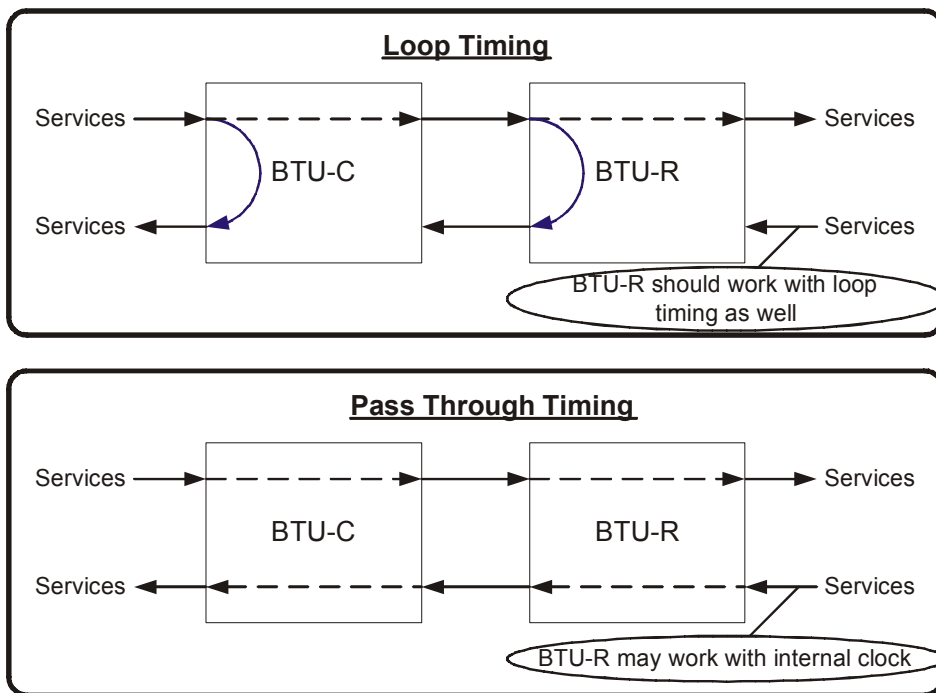 Loop Timing
Services
Services
BTU-C
BTU-R
Services
Services
BTU-R should work with loop
timing as well
Pass Through Timing
Services
Services
BTU-C
BTU-R
Services
Services
BTU-R may work with internal clock